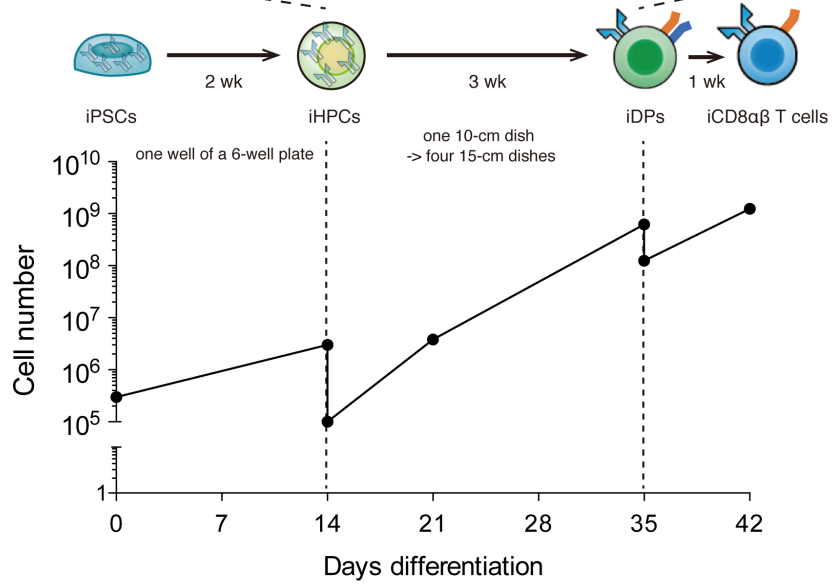 2 wk
3 wk
1 wk
iPSCs
iHPCs
iDPs
iCD8αβ T cells
one well of a 6-well plate
one 10-cm dish
-> four 15-cm dishes
10^10
10^9
10^8
10^7
10^6
10^5
1
Cell number
0 7 14 21 28 35 42
Days differentiation